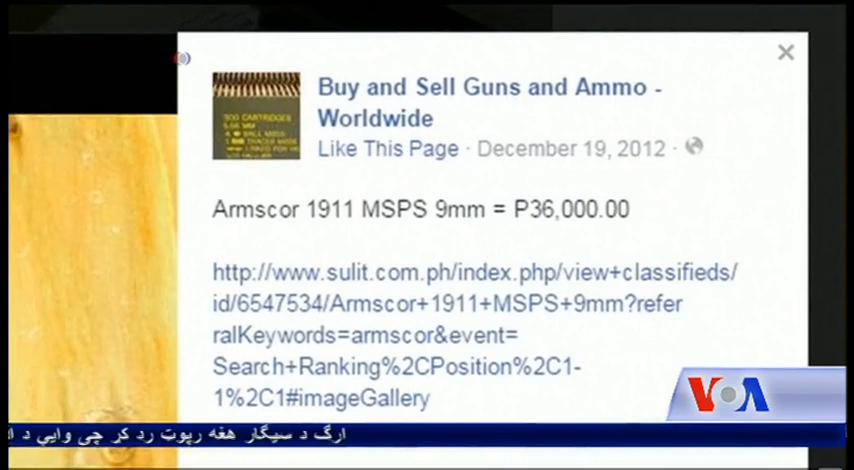 Buy and Sell Guns and Ammo -
Worldwide
Like This Page · December 19, 2012 ·
Armscor 1911 MSPS 9mm = P36,000.00
http://www.sulit.com.ph/index.php/view+classifieds/
id/6547534/Armscor+1911+MSPS+9mm?refer
ralKeywords=armscor&event=
Search+Ranking%2CPosition%2C1-
1%2C1#imageGallery
VOA
ارګ د سیګار هغه رپوټ رد کړ چې وايي د